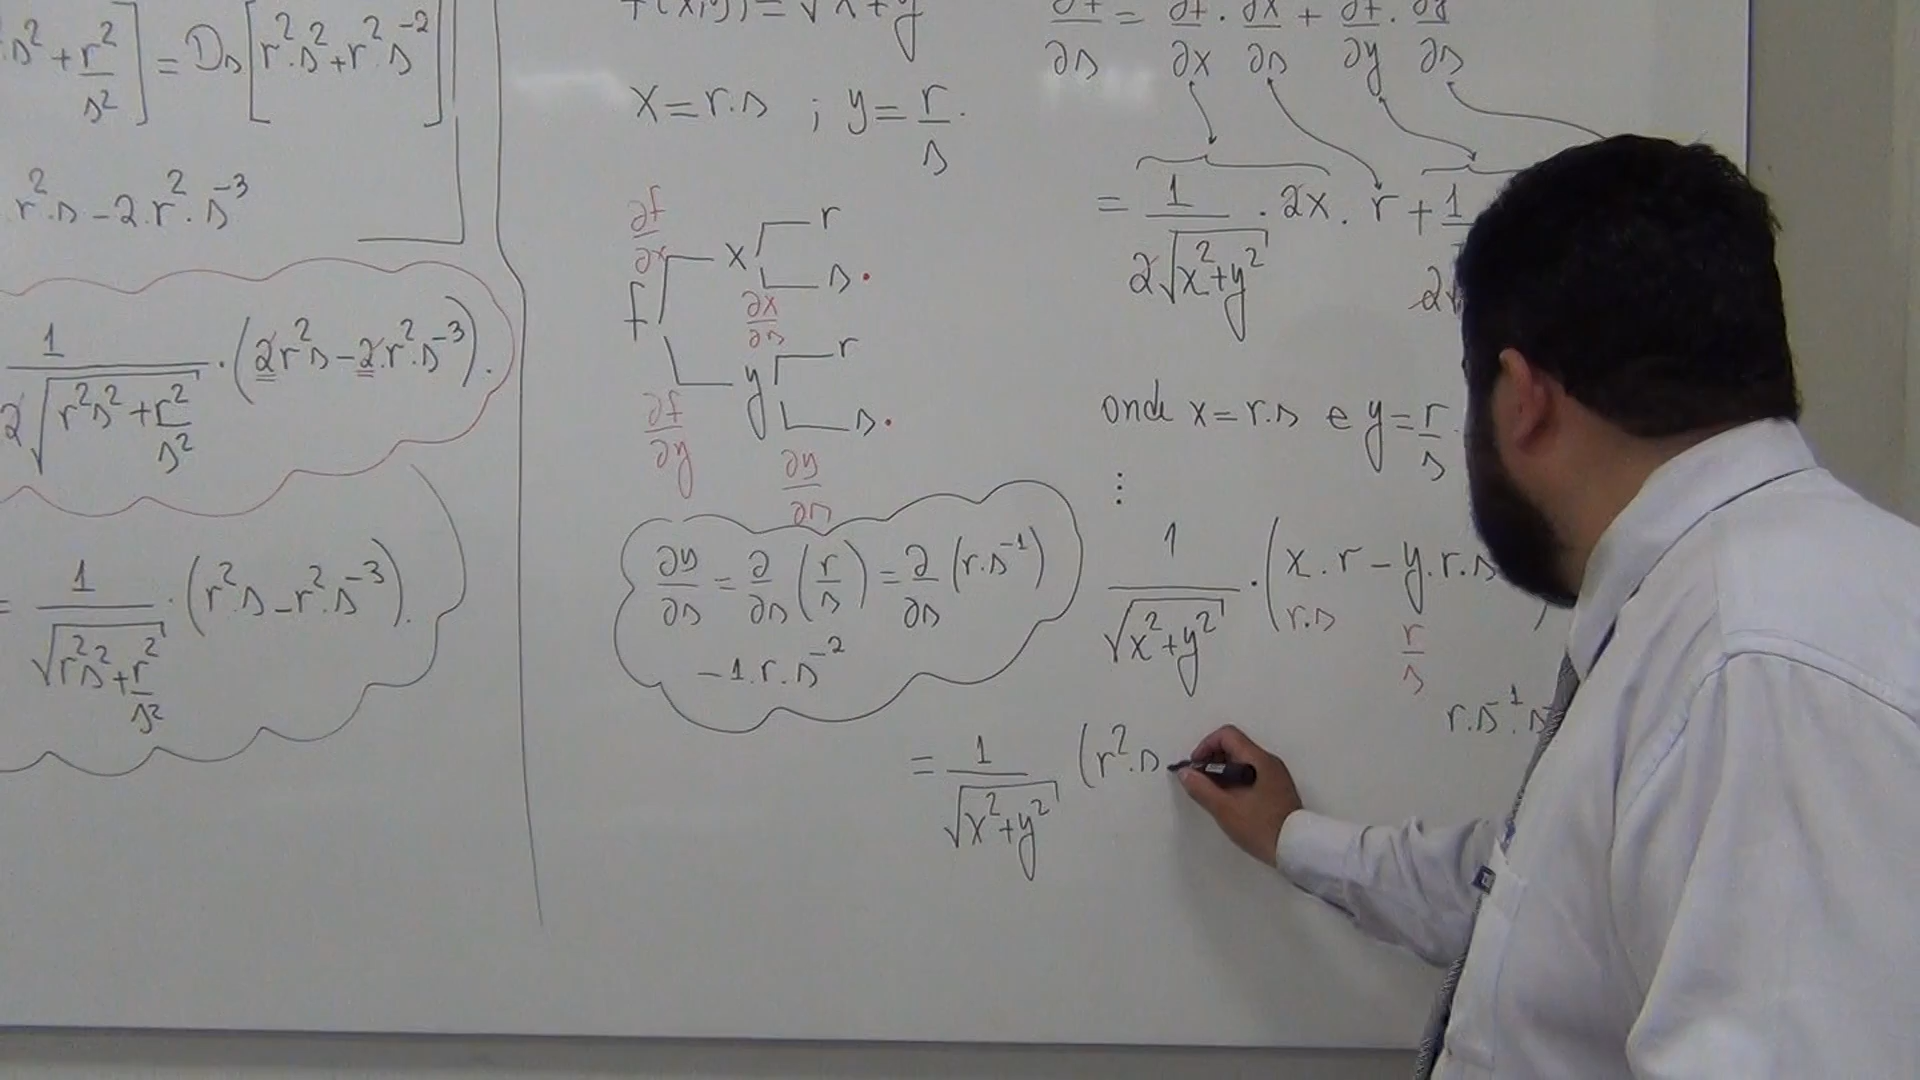 s² + r²/s²] = Dₛ[r².s² + r².s⁻²]
r².s - 2.r².s⁻³
1/(2√(r²s² + r²/s²)) . (2r²s - 2.r².s⁻³).
= 1/√(r²s² + r²/s²) . (r².s - r².s⁻³).
x = r.s ; y = r/s.
∂f/∂x
x r
s.
∂x/∂s
f
y r
s.
∂f/∂y
∂y/∂s
∂y/∂s = ∂/∂s (r/s) = ∂/∂s (r.s⁻¹)
-1.r.s⁻²
∂f/∂s = ∂f/∂x . ∂x/∂s + ∂f/∂y . ∂y/∂s
= 1/(2√(x²+y²)) . 2x . r + 1
onde x = r.s e y = r/s
⋮
1/√(x²+y²) . (x . r - y . r . s
r.s r/s
r.s⁻¹.s
= 1/√(x²+y²) (r².s